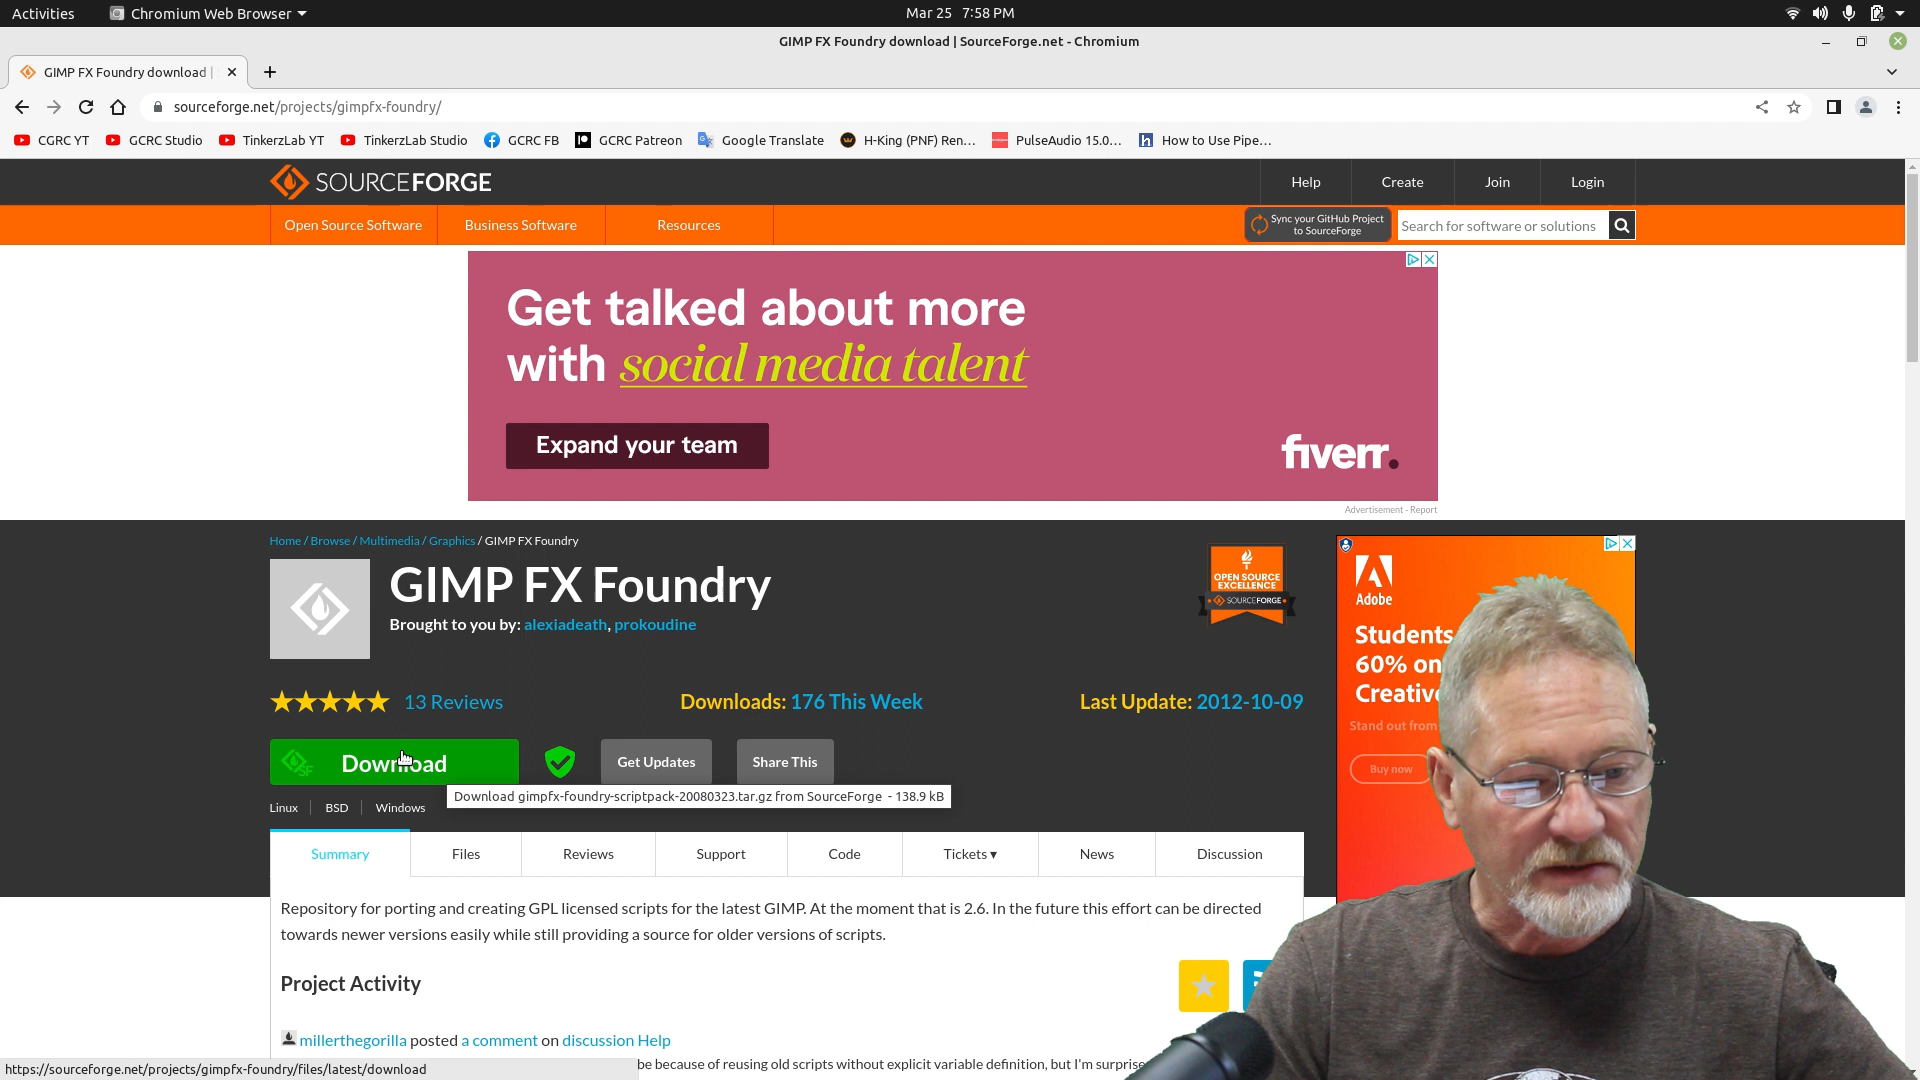 Activities
Chromium Web Browser
Mar 25 7:58 PM
GIMP FX Foundry download | SourceForge.net - Chromium
GIMP FX Foundry download |
sourceforge.net/projects/gimpfx-foundry/
CGRC YT
GCRC Studio
TinkerzLab YT
TinkerzLab Studio
GCRC FB
GCRC Patreon
Google Translate
H-King (PNF) Ren...
PulseAudio 15.0...
How to Use Pipe...
SOURCEFORGE
Help
Create
Join
Login
Open Source Software
Business Software
Resources
Sync your GitHub Project
to SourceForge
Search for software or solutions
Get talked about more
with social media talent
Expand your team
fiverr.
Advertisement - Report
Home / Browse / Multimedia / Graphics / GIMP FX Foundry
GIMP FX Foundry
Brought to you by: alexiadeath, prokoudine
OPEN SOURCE
EXCELLENCE
SOURCEFORGE
Adobe
Students
60% on
Creative
Stand out from
Buy now
13 Reviews
Downloads: 176 This Week
Last Update: 2012-10-09
SF
Download
Get Updates
Share This
Download gimpfx-foundry-scriptpack-20080323.tar.gz from SourceForge - 138.9 kB
Linux
BSD
Windows
Summary
Files
Reviews
Support
Code
Tickets ▾
News
Discussion
Repository for porting and creating GPL licensed scripts for the latest GIMP. At the moment that is 2.6. In the future this effort can be directed
towards newer versions easily while still providing a source for older versions of scripts.
Project Activity
millerthegorilla posted a comment on discussion Help
be because of reusing old scripts without explicit variable definition, but I'm surprise
https://sourceforge.net/projects/gimpfx-foundry/files/latest/download